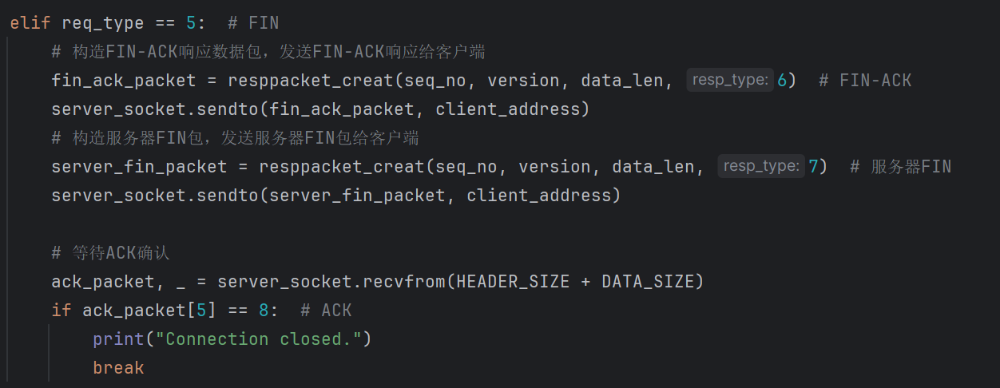 elif req_type == 5:  # FIN
    # 构造FIN-ACK响应数据包，发送FIN-ACK响应给客户端
    fin_ack_packet = resppacket_creat(seq_no, version, data_len, resp_type: 6)  # FIN-ACK
    server_socket.sendto(fin_ack_packet, client_address)
    # 构造服务器FIN包，发送服务器FIN包给客户端
    server_fin_packet = resppacket_creat(seq_no, version, data_len, resp_type: 7)  # 服务器FIN
    server_socket.sendto(server_fin_packet, client_address)
    # 等待ACK确认
    ack_packet, _ = server_socket.recvfrom(HEADER_SIZE + DATA_SIZE)
    if ack_packet[5] == 8:  # ACK
        print("Connection closed.")
        break